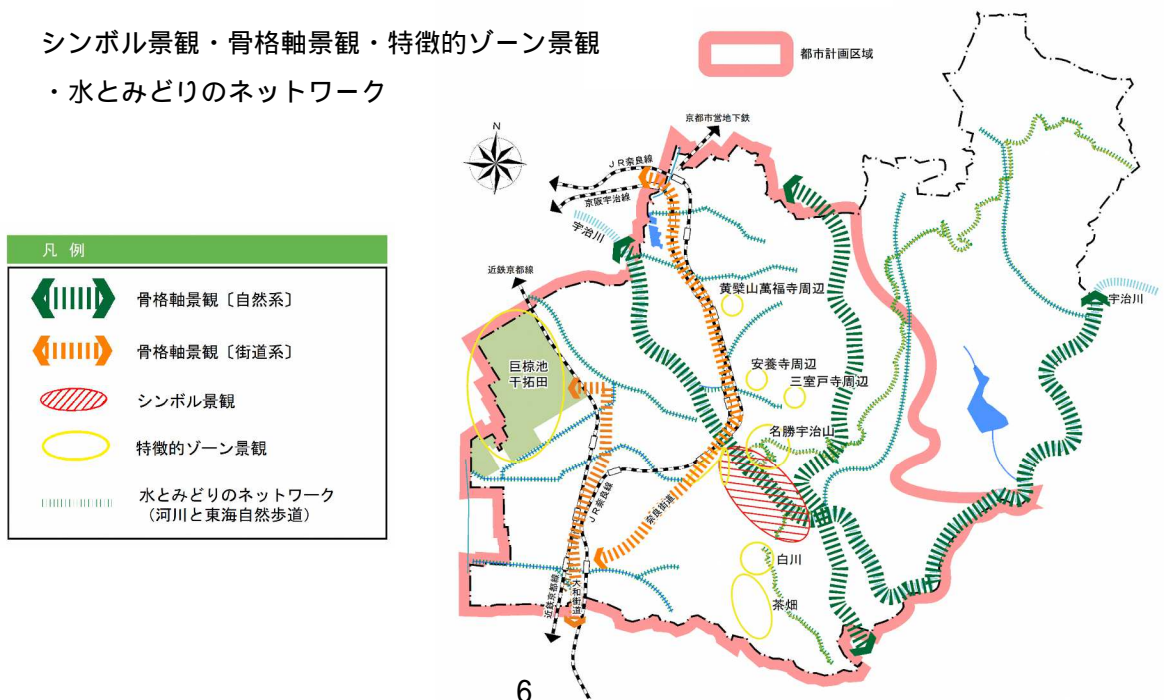 シンボル景観・骨格軸景観・特徴的ゾーン景観
・水とみどりのネットワーク
都市計画区域
京都市営地下鉄
N
JR奈良線
京阪宇治線
宇治川
近鉄京都線
凡 例
骨格軸景観〔自然系〕
骨格軸景観〔街道系〕
シンボル景観
特徴的ゾーン景観
水とみどりのネットワーク
(河川と東海自然歩道)
黄檗山萬福寺周辺
宇治川
巨椋池
干拓田
安養寺周辺
三室戸寺周辺
名勝宇治山
奈良街道
JR奈良線
白川
茶畑
近鉄京都線
大和街道
6